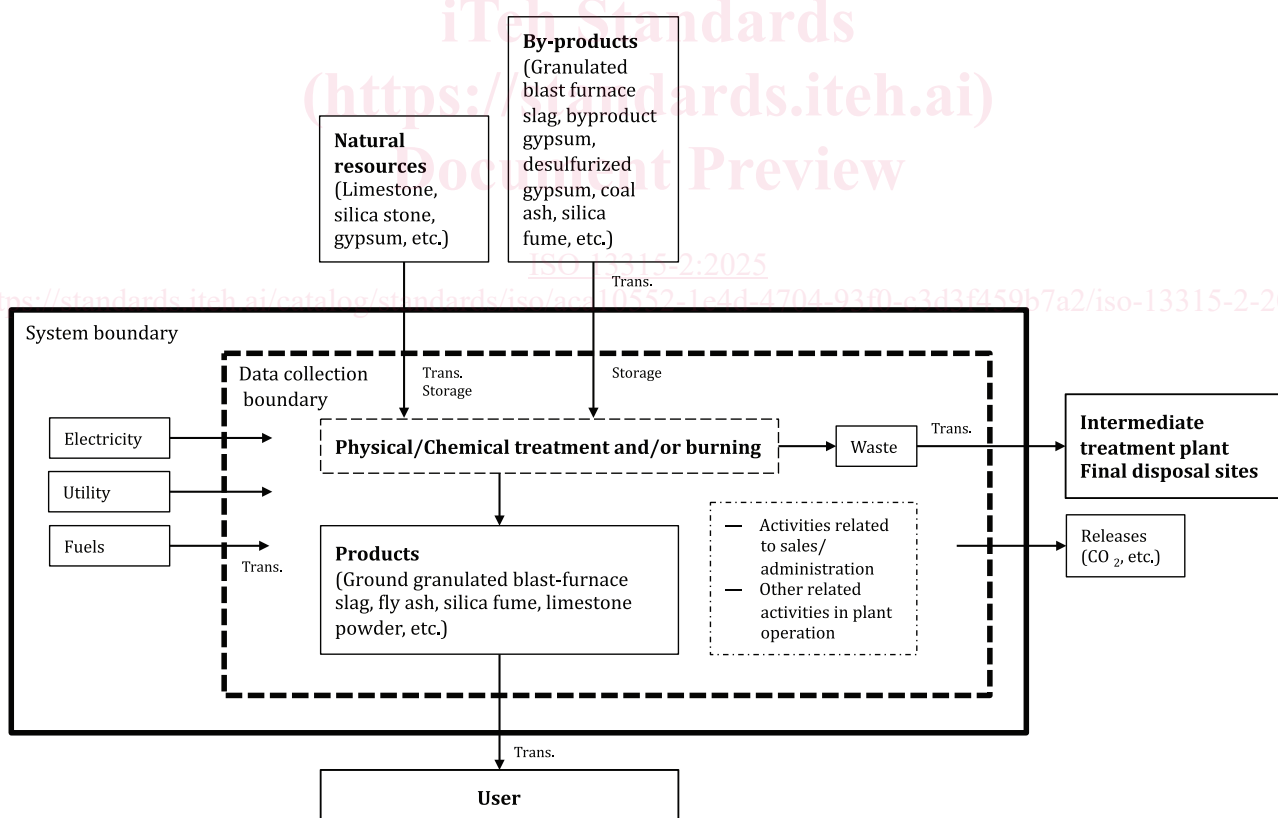 iTeh Standards
(https://standards.iteh.ai)
Document Preview
By-products
(Granulated
blast furnace
slag, byproduct
gypsum,
desulfurized
gypsum, coal
ash, silica
fume, etc.)
Natural
resources
(Limestone,
silica stone,
gypsum, etc.)
ISO 13315-2:2025
Trans.
tps://standards.iteh.ai/catalog/standards/iso/aca10552-1e4d-4704-93f0-c3d3f459b7a2/iso-13315-2-20
System boundary
Data collection
boundary
Trans.
Storage
Storage
Electricity
Utility
Fuels
Trans.
Physical/Chemical treatment and/or burning
Waste
Trans.
Intermediate
treatment plant
Final disposal sites
Products
(Ground granulated blast-furnace
slag, fly ash, silica fume, limestone
powder, etc.)
— Activities related
to sales/
administration
— Other related
activities in plant
operation
Releases
(CO 2, etc.)
Trans.
User